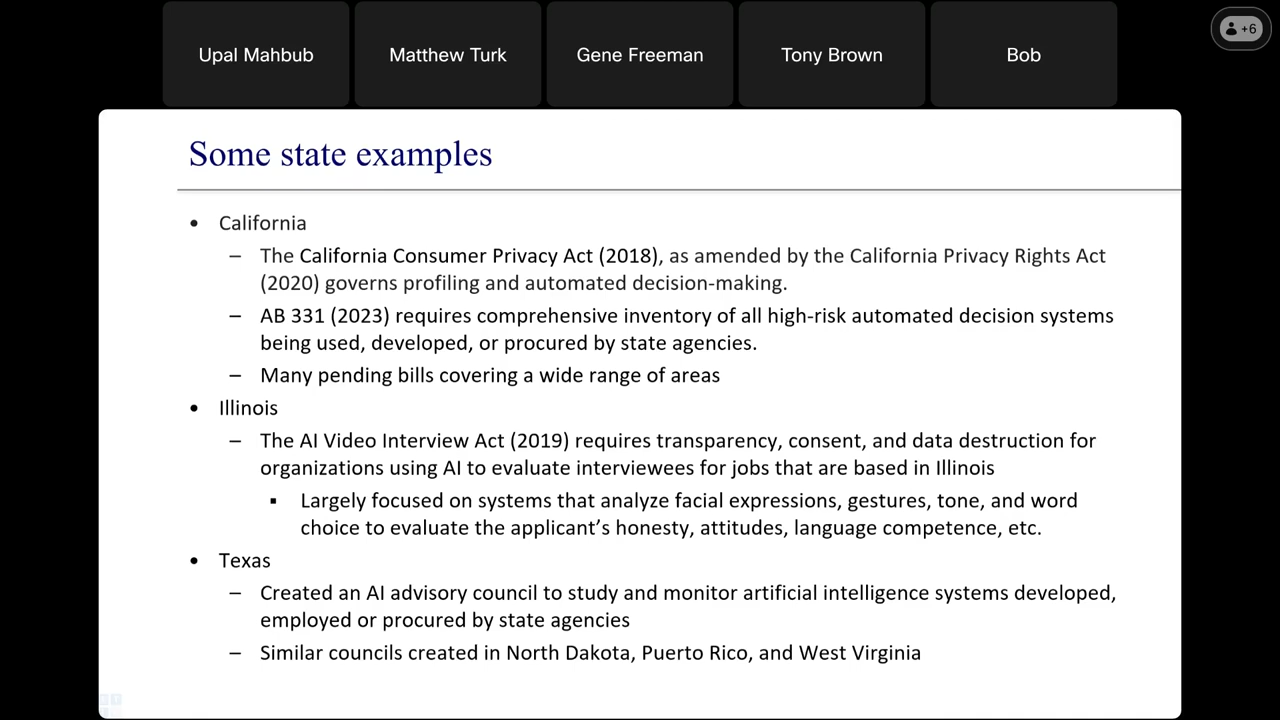 Upal Mahbub
Matthew Turk
Gene Freeman
Tony Brown
Bob
+6
Some state examples
• California
– The California Consumer Privacy Act (2018), as amended by the California Privacy Rights Act
(2020) governs profiling and automated decision-making.
– AB 331 (2023) requires comprehensive inventory of all high-risk automated decision systems
being used, developed, or procured by state agencies.
– Many pending bills covering a wide range of areas
• Illinois
– The AI Video Interview Act (2019) requires transparency, consent, and data destruction for
organizations using AI to evaluate interviewees for jobs that are based in Illinois
▪ Largely focused on systems that analyze facial expressions, gestures, tone, and word
choice to evaluate the applicant’s honesty, attitudes, language competence, etc.
• Texas
– Created an AI advisory council to study and monitor artificial intelligence systems developed,
employed or procured by state agencies
– Similar councils created in North Dakota, Puerto Rico, and West Virginia